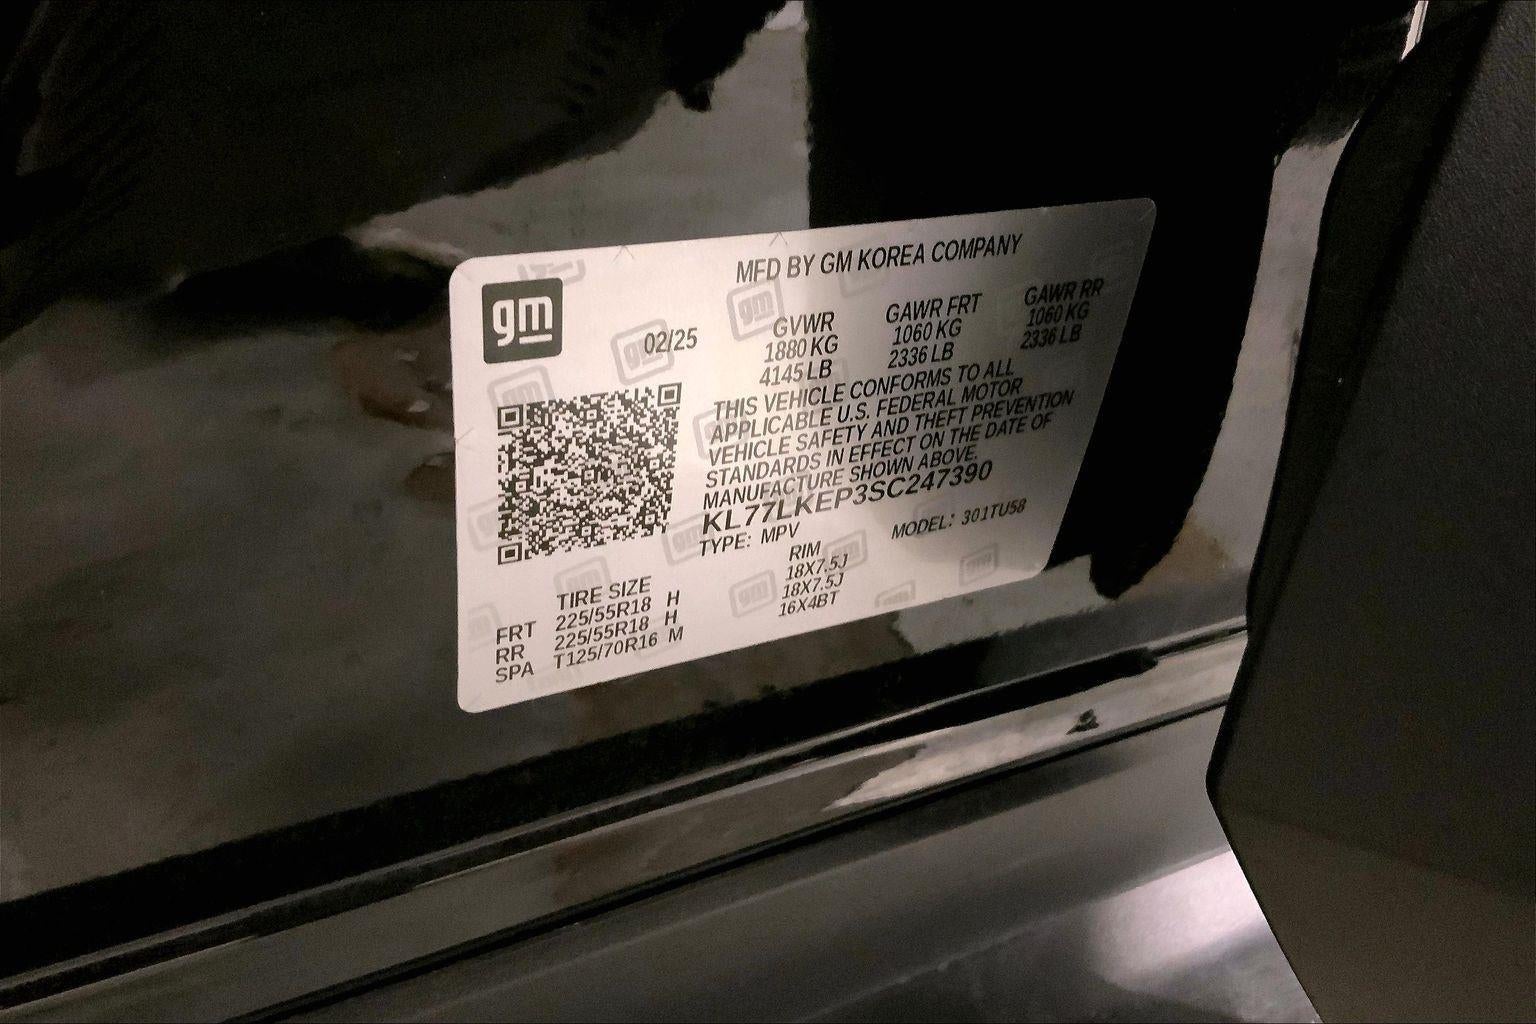 MFD BY GM KOREA COMPANY
gm
02/25
GVWR GAWR FRT GAWR RR
1880 KG 1060 KG 1060 KG
4145 LB 2336 LB 2336 LB
THIS VEHICLE CONFORMS TO ALL
APPLICABLE U.S. FEDERAL MOTOR
VEHICLE SAFETY AND THEFT PREVENTION
STANDARDS IN EFFECT ON THE DATE OF
MANUFACTURE SHOWN ABOVE.
KL77LKEP3SC247390
TYPE: MPV MODEL: 301TU58
TIRE SIZE RIM
FRT 225/55R18 H 18X7.5J
RR 225/55R18 H 18X7.5J
SPA T125/70R16 M 16X4BT